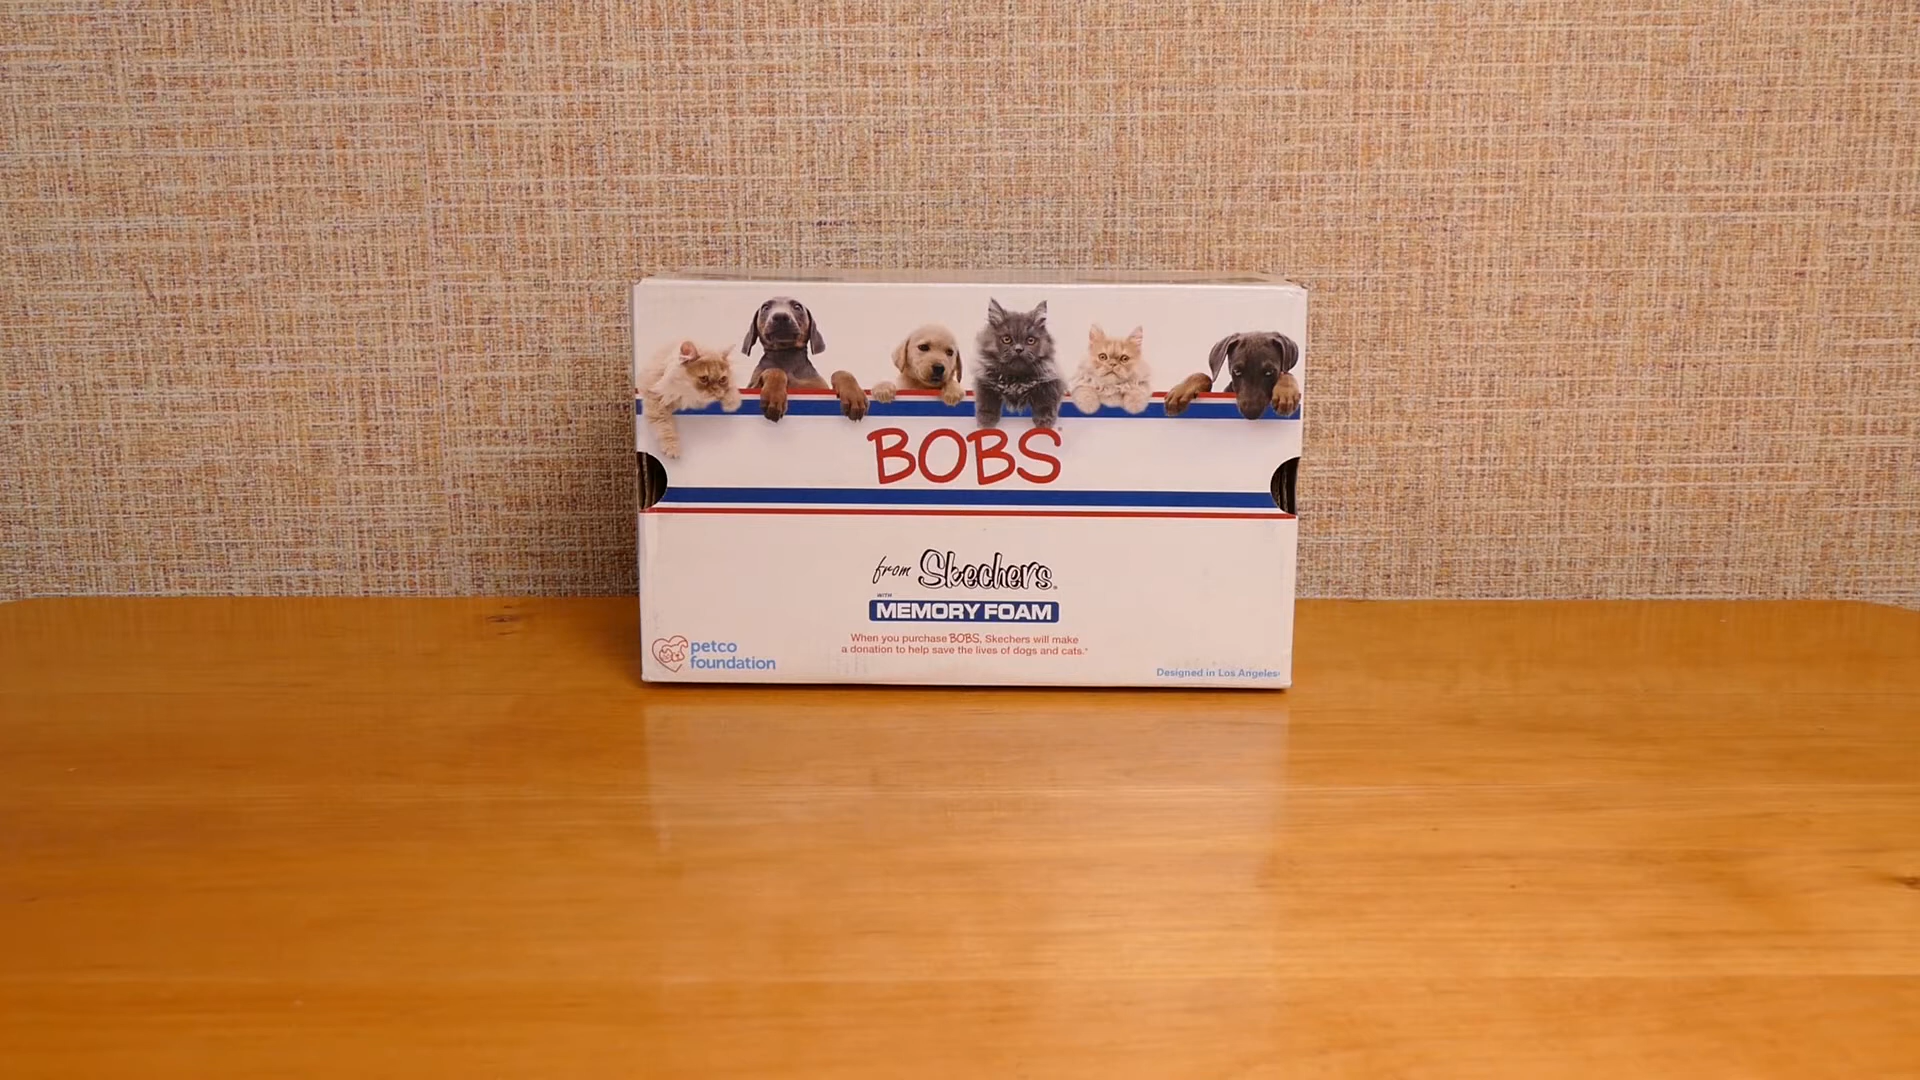 BOBS®
from Skechers®
WITH
MEMORY FOAM
When you purchase BOBS, Skechers will make
a donation to help save the lives of dogs and cats.*
petco
foundation
Designed in Los Angeles